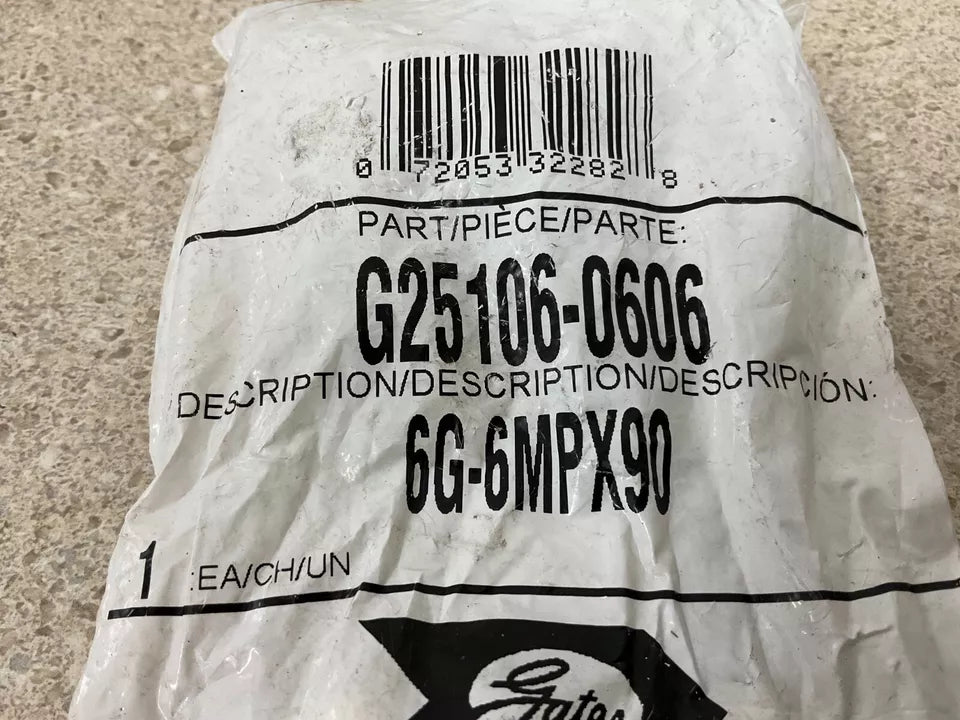 0 72053 32282 8
PART/PIÈCE/PARTE:
G25106-0606
DESCRIPTION/DESCRIPTION/DESCRIPCIÓN:
6G-6MPX90
1 :EA/CH/UN
Gates